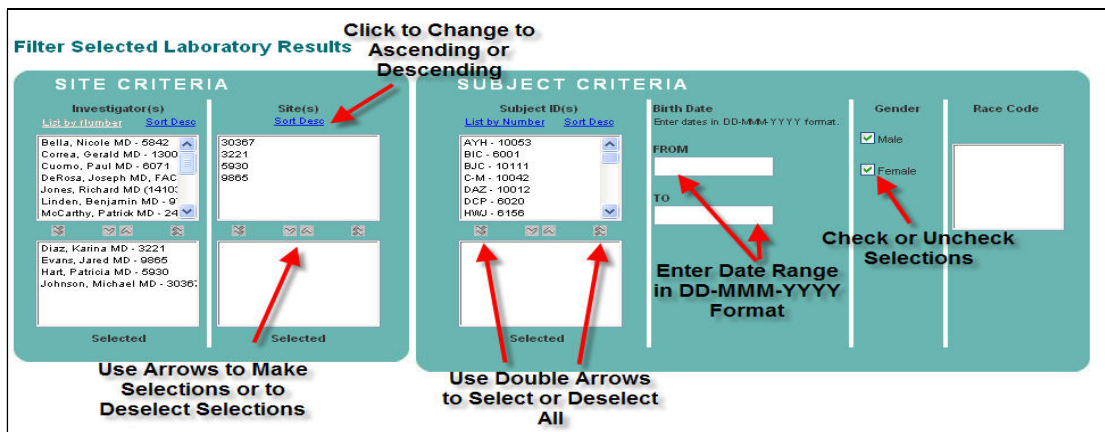 Click to Change to
Ascending or
Descending
Filter Selected Laboratory Results
SITE CRITERIA
Investigator(s)
List by Number Sort Desc
Bella, Nicole MD - 5842
Correa, Gerald MD - 1300
Cuomo, Paul MD - 6071
DeRosa, Joseph MD, FAC
Jones, Richard MD (1410
Linden, Benjamin MD - 9
McCarthy, Patrick MD - 24
Diaz, Karina MD - 3221
Evans, Jared MD - 9865
Hart, Patricia MD - 5930
Johnson, Michael MD - 3036
Selected
Site(s)
Sort Desc
30367
3221
5930
9865
Selected
Use Arrows to Make
Selections or to
Deselect Selections
SUBJECT CRITERIA
Subject ID(s)
List by Number Sort Desc
AYH - 10053
BIC - 6001
BJC - 10111
C-M - 10042
DAZ - 10012
DCP - 6020
HWJ - 6156
Selected
Use Double Arrows
to Select or Deselect
All
Birth Date
Enter dates in DD-MMM-YYYY format.
FROM
TO
Enter Date Range
in DD-MMM-YYYY
Format
Gender
Male
Female
Check or Uncheck
Selections
Race Code